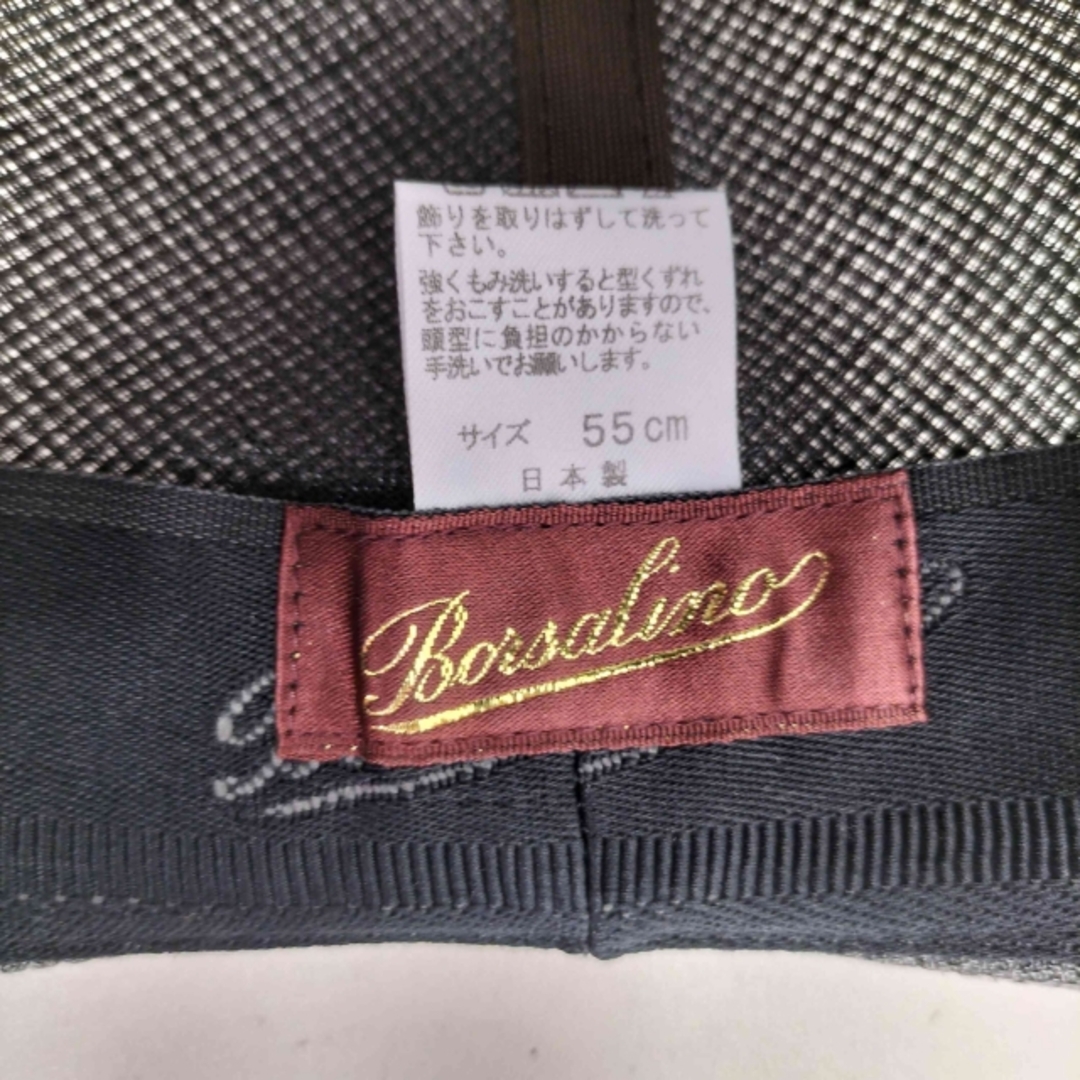 飾りを取りはずして洗って
下さい。
強くもみ洗いすると型くずれ
をおこすことがありますので、
頭型に負担のかからない
手洗いでお願いします。
サイズ 55cm
日本製
Borsalino